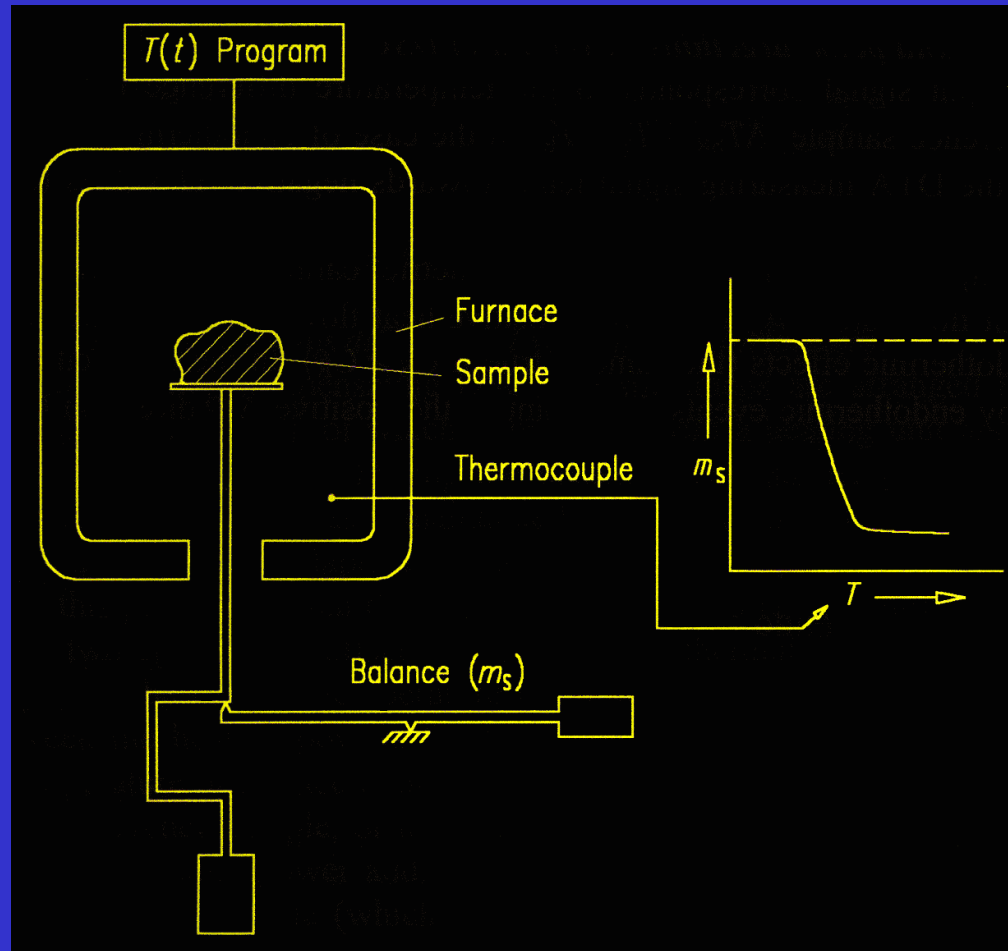 T(t) Program
Furnace
Sample
Thermocouple
m_s
T
Balance (m_s)